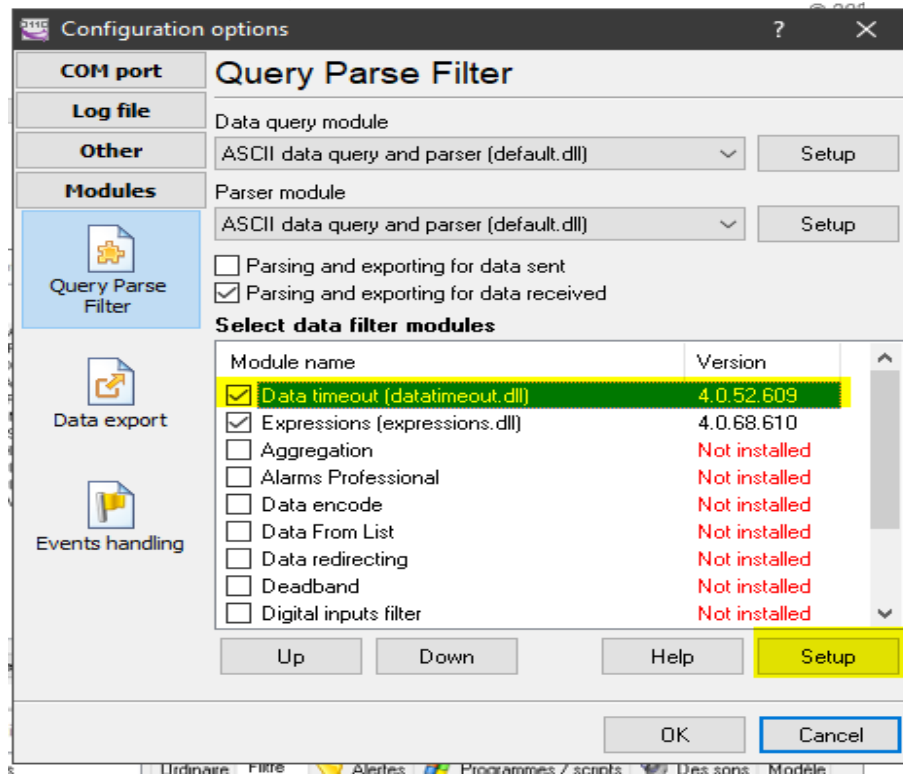 Configuration options ? ×
COM port
Log file
Other
Modules
Query Parse
Filter
Data export
Events handling
Query Parse Filter
Data query module
ASCII data query and parser (default.dll) Setup
Parser module
ASCII data query and parser (default.dll) Setup
Parsing and exporting for data sent
Parsing and exporting for data received
Select data filter modules
Module name Version
Data timeout (datatimeout.dll) 4.0.52.609
Expressions (expressions.dll) 4.0.68.610
Aggregation Not installed
Alarms Professional Not installed
Data encode Not installed
Data From List Not installed
Data redirecting Not installed
Deadband Not installed
Digital inputs filter Not installed
Up Down Help Setup
OK Cancel
Ordinaire Filtre Alertes Programmes / scripts Des sons Modèle